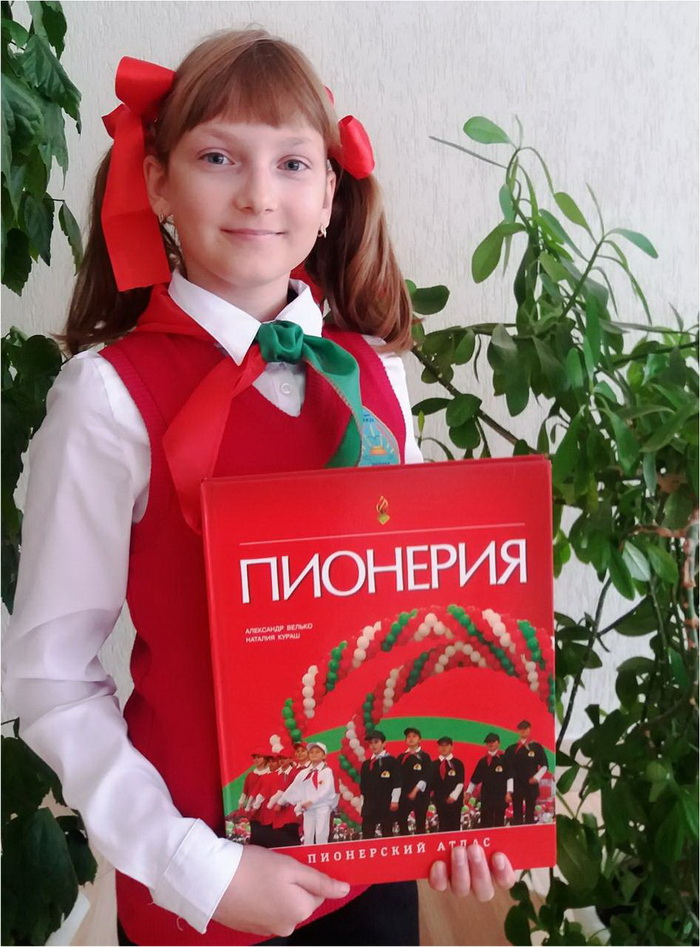 ПИОНЕРИЯ
АЛЕКСАНДР ВЕЛЬКО
НАТАЛИЯ КУРАШ
ПИОНЕРСКИЙ АТЛАС